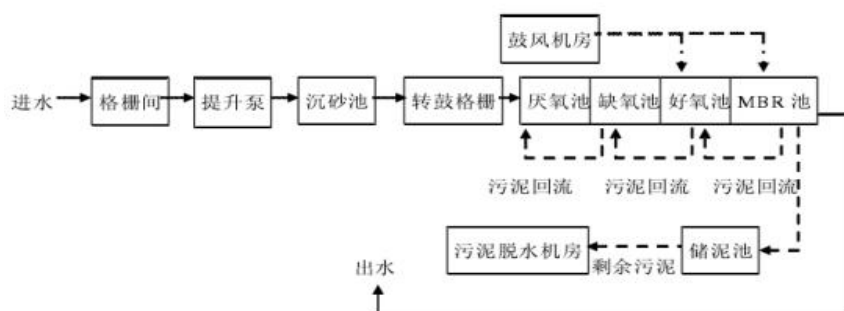 鼓风机房
进水
格栅间
提升泵
沉砂池
转鼓格栅
厌氧池
缺氧池
好氧池
MBR 池
污泥回流
污泥回流
污泥回流
污泥脱水机房
剩余污泥
储泥池
出水